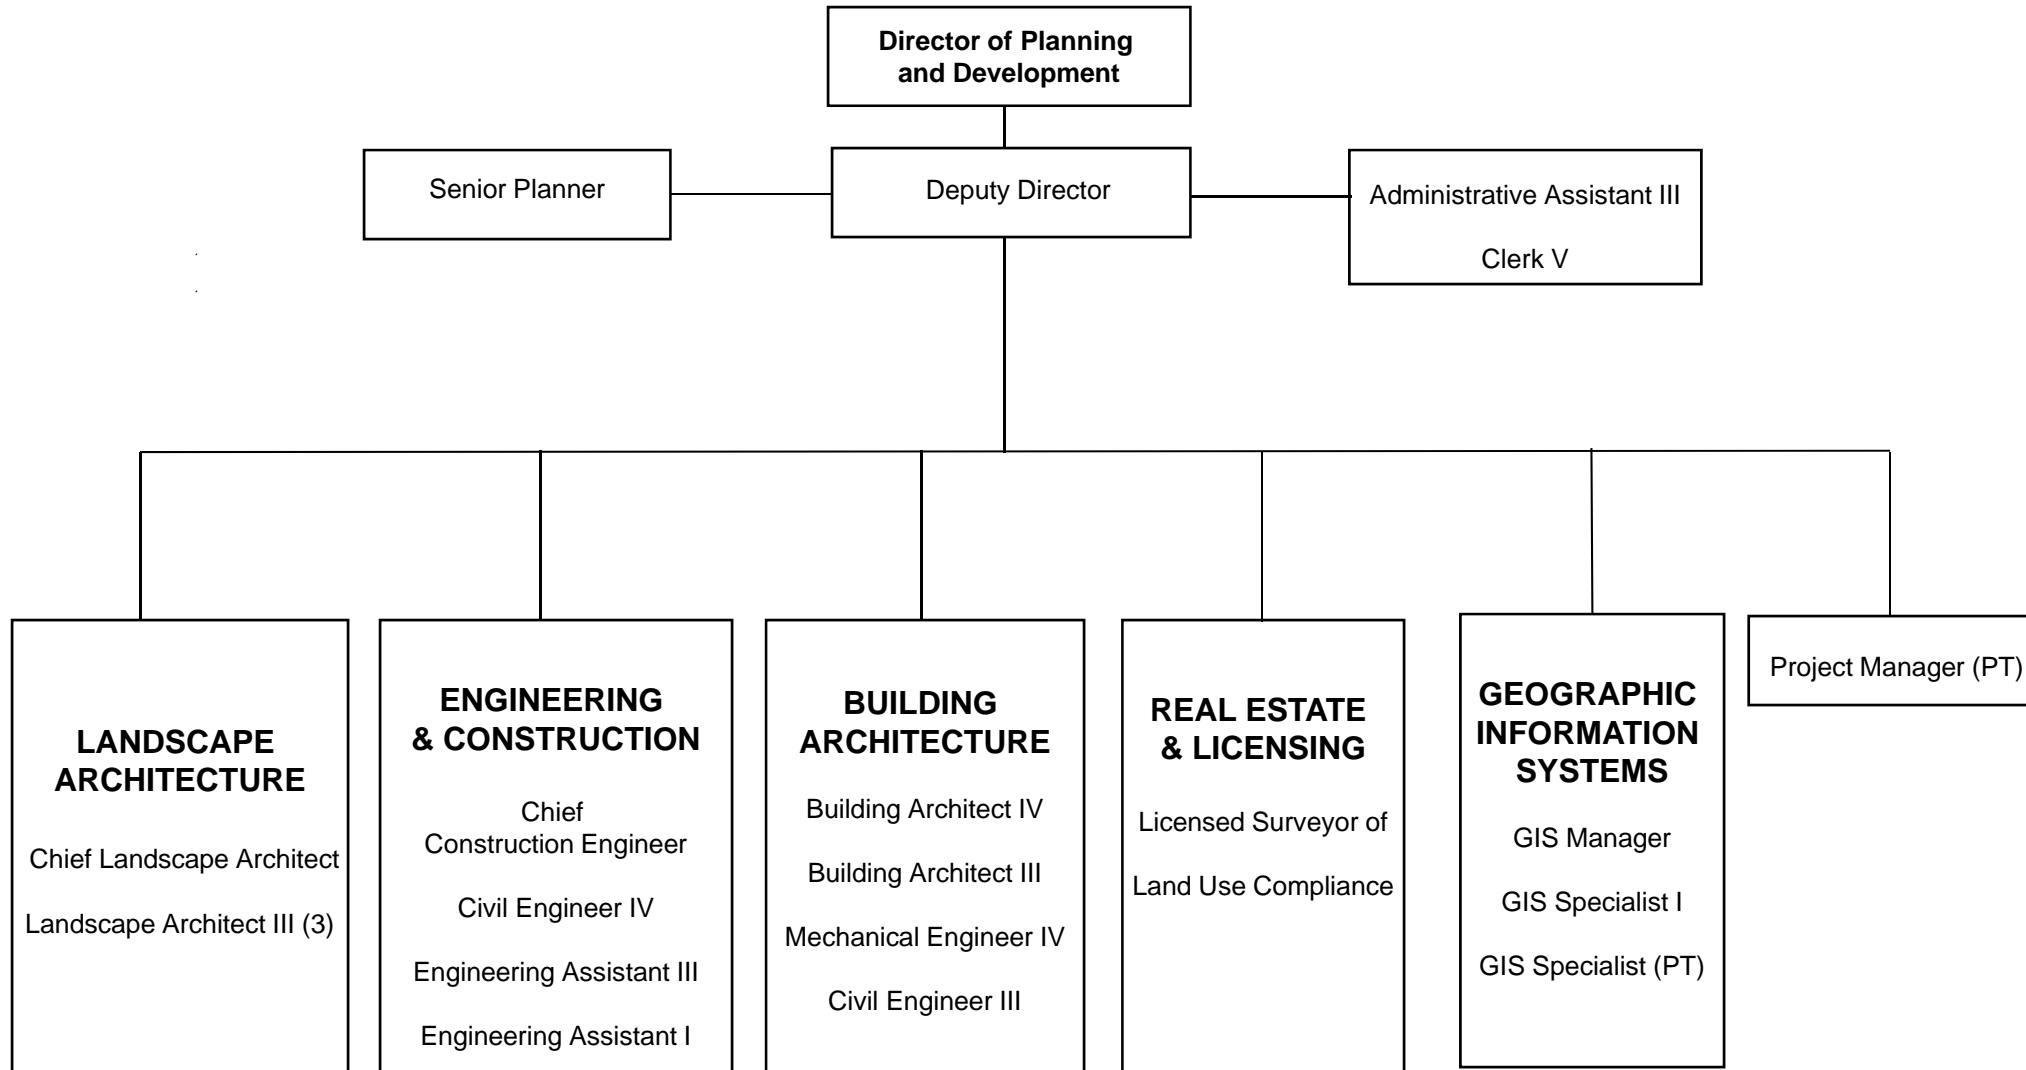 Director of Planning
and Development
Senior Planner
Deputy Director
Administrative Assistant III
Clerk V
LANDSCAPE
ARCHITECTURE
Chief Landscape Architect
Landscape Architect III (3)
ENGINEERING
& CONSTRUCTION
Chief
Construction Engineer
Civil Engineer IV
Engineering Assistant III
Engineering Assistant I
BUILDING
ARCHITECTURE
Building Architect IV
Building Architect III
Mechanical Engineer IV
Civil Engineer III
REAL ESTATE
& LICENSING
Licensed Surveyor of
Land Use Compliance
GEOGRAPHIC
INFORMATION
SYSTEMS
GIS Manager
GIS Specialist I
GIS Specialist (PT)
Project Manager (PT)